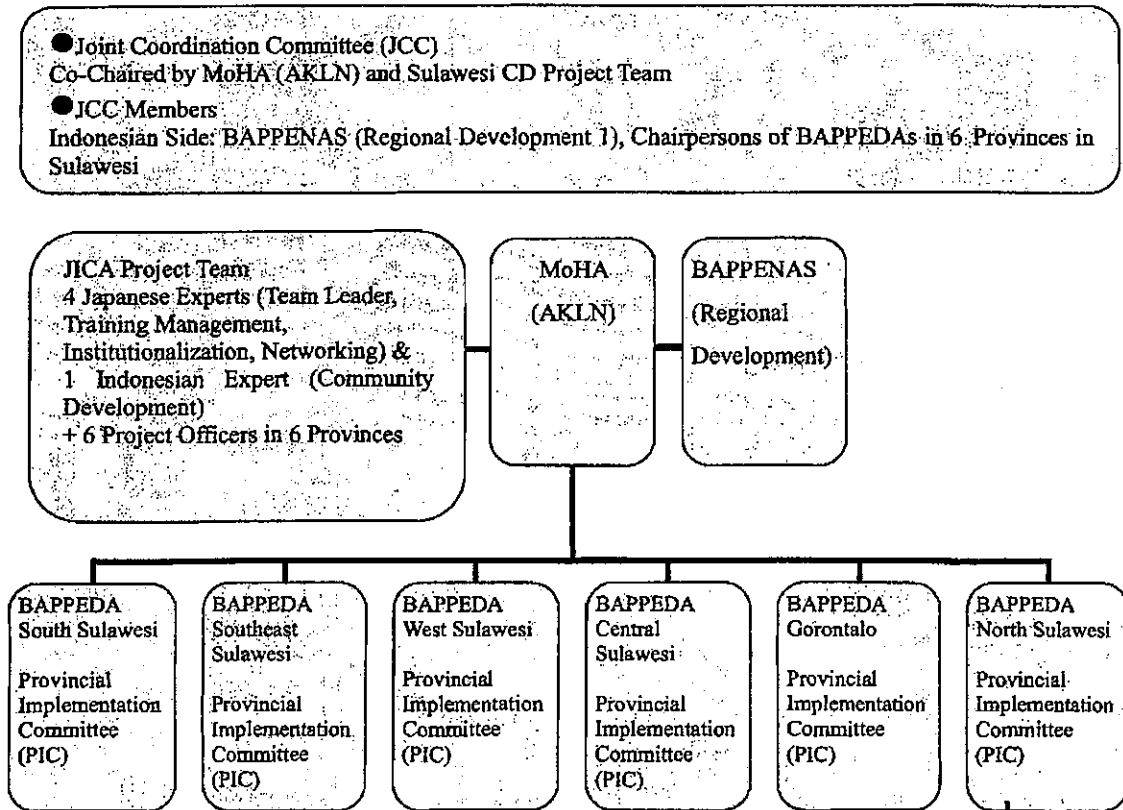 ●Joint Coordination Committee (JCC)
Co-Chaired by MoHA (AKLN) and Sulawesi CD Project Team
●JCC Members
Indonesian Side: BAPPENAS (Regional Development 1), Chairpersons of BAPPEDAs in 6 Provinces in
Sulawesi
JICA Project Team
4 Japanese Experts (Team Leader,
Training Management,
Institutionalization, Networking) &
1 Indonesian Expert (Community
Development)
+ 6 Project Officers in 6 Provinces
MoHA
(AKLN)
BAPPENAS
(Regional
Development)
BAPPEDA
South Sulawesi
Provincial
Implementation
Committee
(PIC)
BAPPEDA
Southeast
Sulawesi
Provincial
Implementation
Committee
(PIC)
BAPPEDA
West Sulawesi
Provincial
Implementation
Committee
(PIC)
BAPPEDA
Central
Sulawesi
Provincial
Implementation
Committee
(PIC)
BAPPEDA
Gorontalo
Provincial
Implementation
Committee
(PIC)
BAPPEDA
North Sulawesi
Provincial
Implementation
Committee
(PIC)